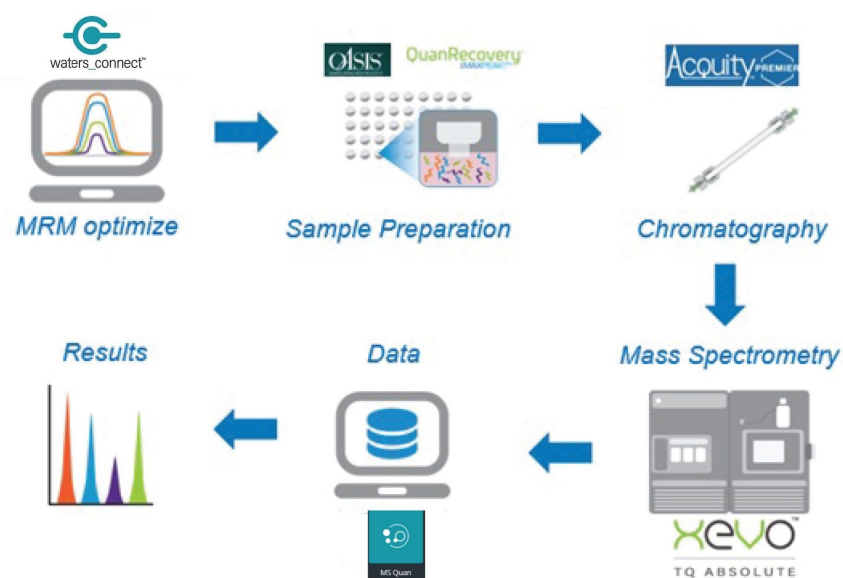 waters_connect™
MRM optimize
OASIS
QuanRecovery
MAXPEAK™
Sample Preparation
Acquity PREMIER
Chromatography
Mass Spectrometry
xevo™
TQ ABSOLUTE
Data
MS Quan
Results